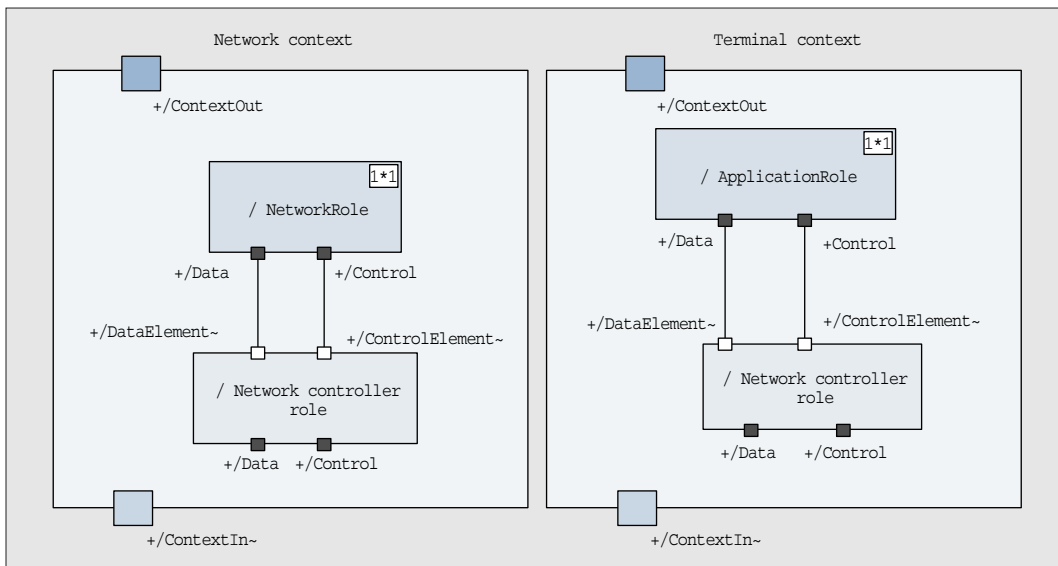 Network context
+/ContextOut
1*1
/ NetworkRole
+/Data
+/Control
+/DataElement~
+/ControlElement~
/ Network controller
role
+/Data
+/Control
+/ContextIn~
Terminal context
+/ContextOut
1*1
/ ApplicationRole
+/Data
+Control
+/DataElement~
+/ControlElement~
/ Network controller
role
+/Data
+/Control
+/ContextIn~